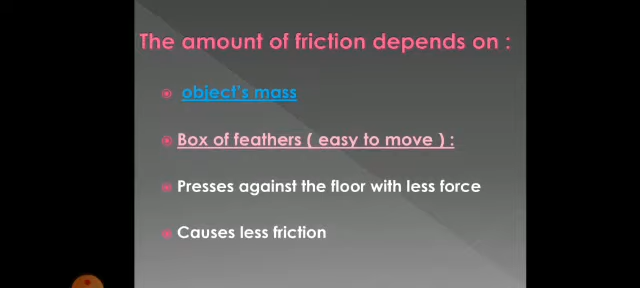 The amount of friction depends on :
object's mass
Box of feathers ( easy to move ) :
Presses against the floor with less force
Causes less friction